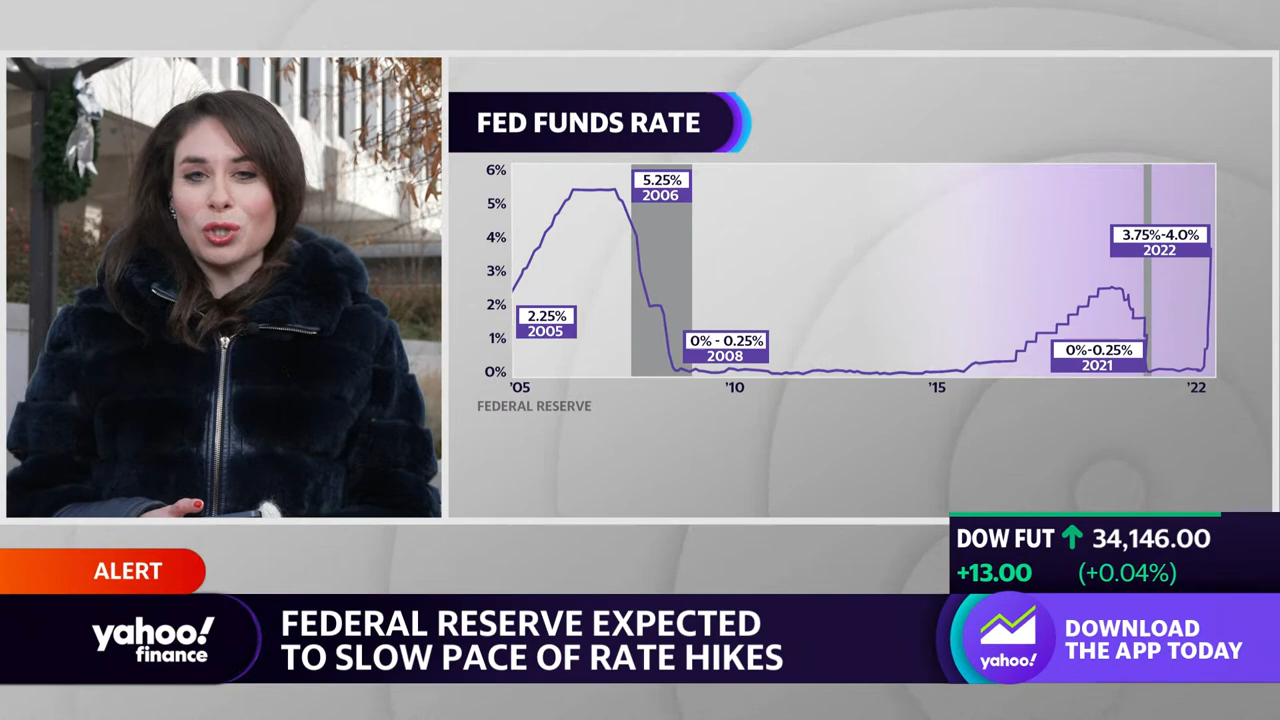 FED FUNDS RATE
6%
5%
4%
3%
2%
1%
0%
5.25%
2006
3.75%-4.0%
2022
2.25%
2005
0% - 0.25%
2008
0%-0.25%
2021
'05
'10
'15
'22
FEDERAL RESERVE
DOW FUT 34,146.00
+13.00 (+0.04%)
ALERT
yahoo!
finance
FEDERAL RESERVE EXPECTED
TO SLOW PACE OF RATE HIKES
yahoo!
DOWNLOAD
THE APP TODAY